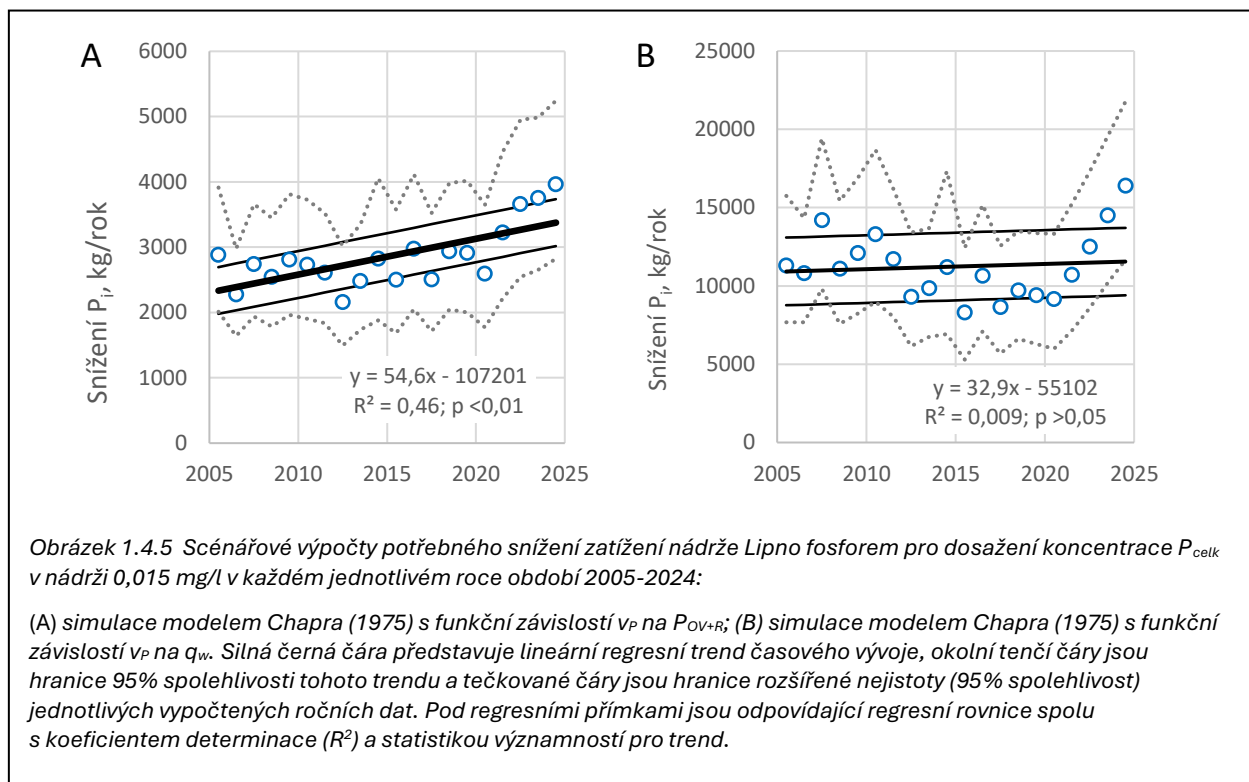 A
6000
5000
4000
3000
2000
1000
0
Snížení Pi, kg/rok
y = 54,6x - 107201
R² = 0,46; p <0,01
2005 2010 2015 2020 2025
B
25000
20000
15000
10000
5000
0
Snížení Pi, kg/rok
y = 32,9x - 55102
R² = 0,009; p >0,05
2005 2010 2015 2020 2025
Obrázek 1.4.5 Scénářové výpočty potřebného snížení zatížení nádrže Lipno fosforem pro dosažení koncentrace Pcelk
v nádrži 0,015 mg/l v každém jednotlivém roce období 2005-2024:
(A) simulace modelem Chapra (1975) s funkční závislostí vP na POV+R; (B) simulace modelem Chapra (1975) s funkční
závislostí vP na qw. Silná černá čára představuje lineární regresní trend časového vývoje, okolní tenčí čáry jsou
hranice 95% spolehlivosti tohoto trendu a tečkované čáry jsou hranice rozšířené nejistoty (95% spolehlivost)
jednotlivých vypočtených ročních dat. Pod regresními přímkami jsou odpovídající regresní rovnice spolu
s koeficientem determinace (R²) a statistikou významností pro trend.